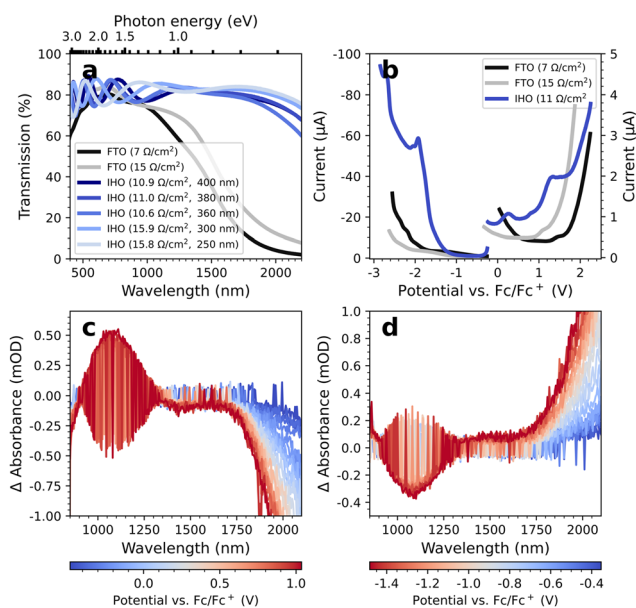 Photon energy (eV)
3.0 2.0 1.5 1.0
a
100
80
60
40
20
0
Transmission (%)
FTO (7 Ω/cm²)
FTO (15 Ω/cm²)
IHO (10.9 Ω/cm², 400 nm)
IHO (11.0 Ω/cm², 380 nm)
IHO (10.6 Ω/cm², 360 nm)
IHO (15.9 Ω/cm², 300 nm)
IHO (15.8 Ω/cm², 250 nm)
500 1000 1500 2000
Wavelength (nm)
b
-100
-80
-60
-40
-20
0
Current (μA)
FTO (7 Ω/cm²)
FTO (15 Ω/cm²)
IHO (11 Ω/cm²
5
4
3
2
1
0
Current (μA)
-3 -2 -1 0 1 2
Potential vs. Fc/Fc⁺ (V)
c
0.50
0.25
0.00
-0.25
-0.50
-0.75
-1.00
Δ Absorbance (mOD)
1000 1250 1500 1750 2000
Wavelength (nm)
0.0 0.5 1.0
Potential vs. Fc/Fc⁺ (V)
d
1.0
0.8
0.6
0.4
0.2
0.0
-0.2
-0.4
Δ Absorbance (mOD)
1000 1250 1500 1750 2000
Wavelength (nm)
-1.4 -1.2 -1.0 -0.8 -0.6 -0.4
Potential vs. Fc/Fc⁺ (V)